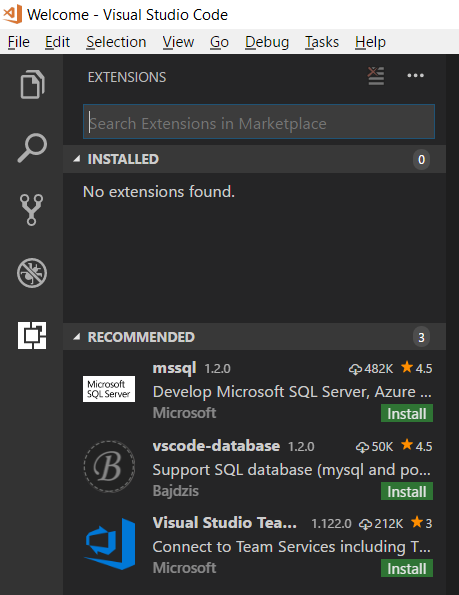 Welcome - Visual Studio Code
File Edit Selection View Go Debug Tasks Help
EXTENSIONS
Search Extensions in Marketplace
INSTALLED 0
No extensions found.
RECOMMENDED 3
Microsoft
SQL Server
mssql 1.2.0 482K 4.5
Develop Microsoft SQL Server, Azure ...
Microsoft Install
B
vscode-database 1.2.0 50K 4.5
Support SQL database (mysql and po...
Bajdzis Install
Visual Studio Tea... 1.122.0 212K 3
Connect to Team Services including T...
Microsoft Install